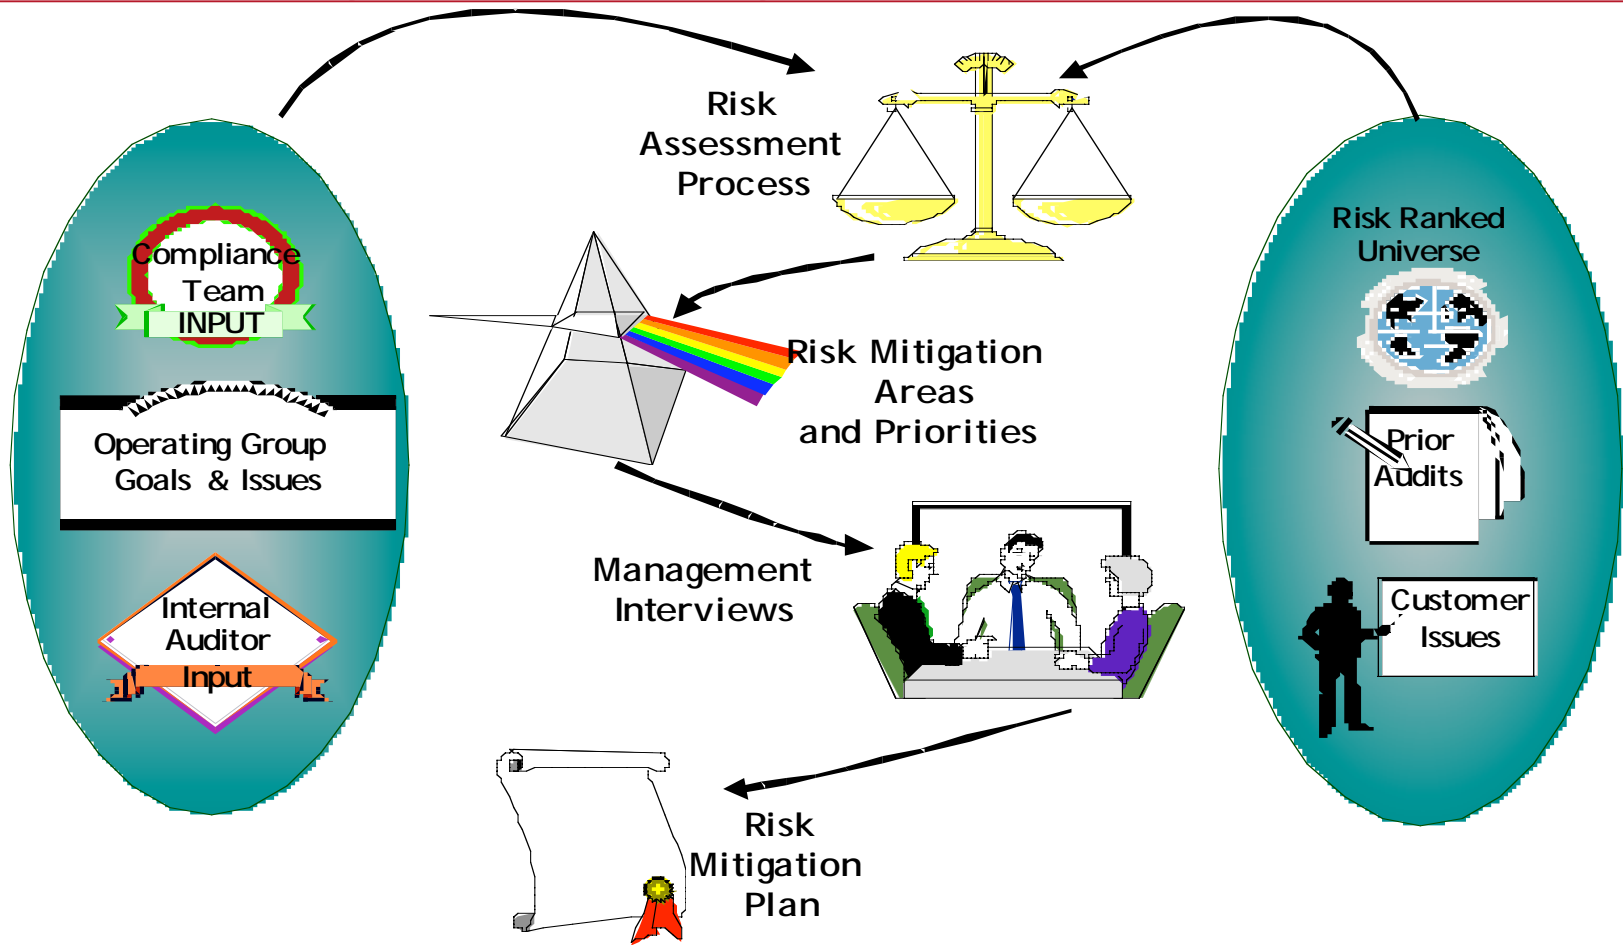 Risk
Assessment
Process
Compliance
Team
INPUT
Operating Group
Goals & Issues
Internal
Auditor
Input
Risk Mitigation
Areas
and Priorities
Management
Interviews
Risk
Mitigation
Plan
Risk Ranked
Universe
Prior
Audits
Customer
Issues